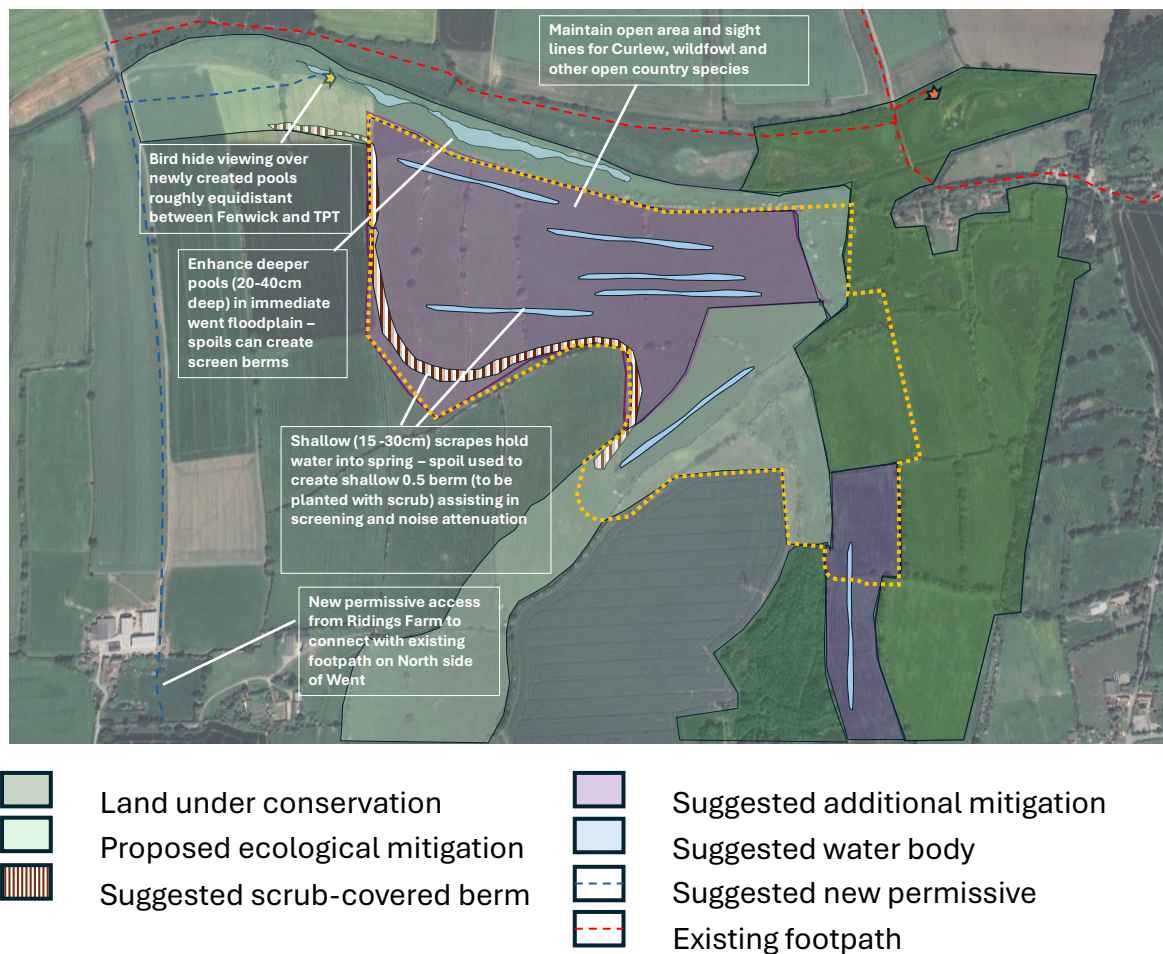 Maintain open area and sight
lines for Curlew, wildfowl and
other open country species
Bird hide viewing over
newly created pools
roughly equidistant
between Fenwick and TPT
Enhance deeper
pools (20-40cm
deep) in immediate
went floodplain –
spoils can create
screen berms
Shallow (15 -30cm) scrapes hold
water into spring – spoil used to
create shallow 0.5 berm (to be
planted with scrub) assisting in
screening and noise attenuation
New permissive access
from Ridings Farm to
connect with existing
footpath on North side
of Went
Land under conservation
Proposed ecological mitigation
Suggested scrub-covered berm
Suggested additional mitigation
Suggested water body
Suggested new permissive
Existing footpath